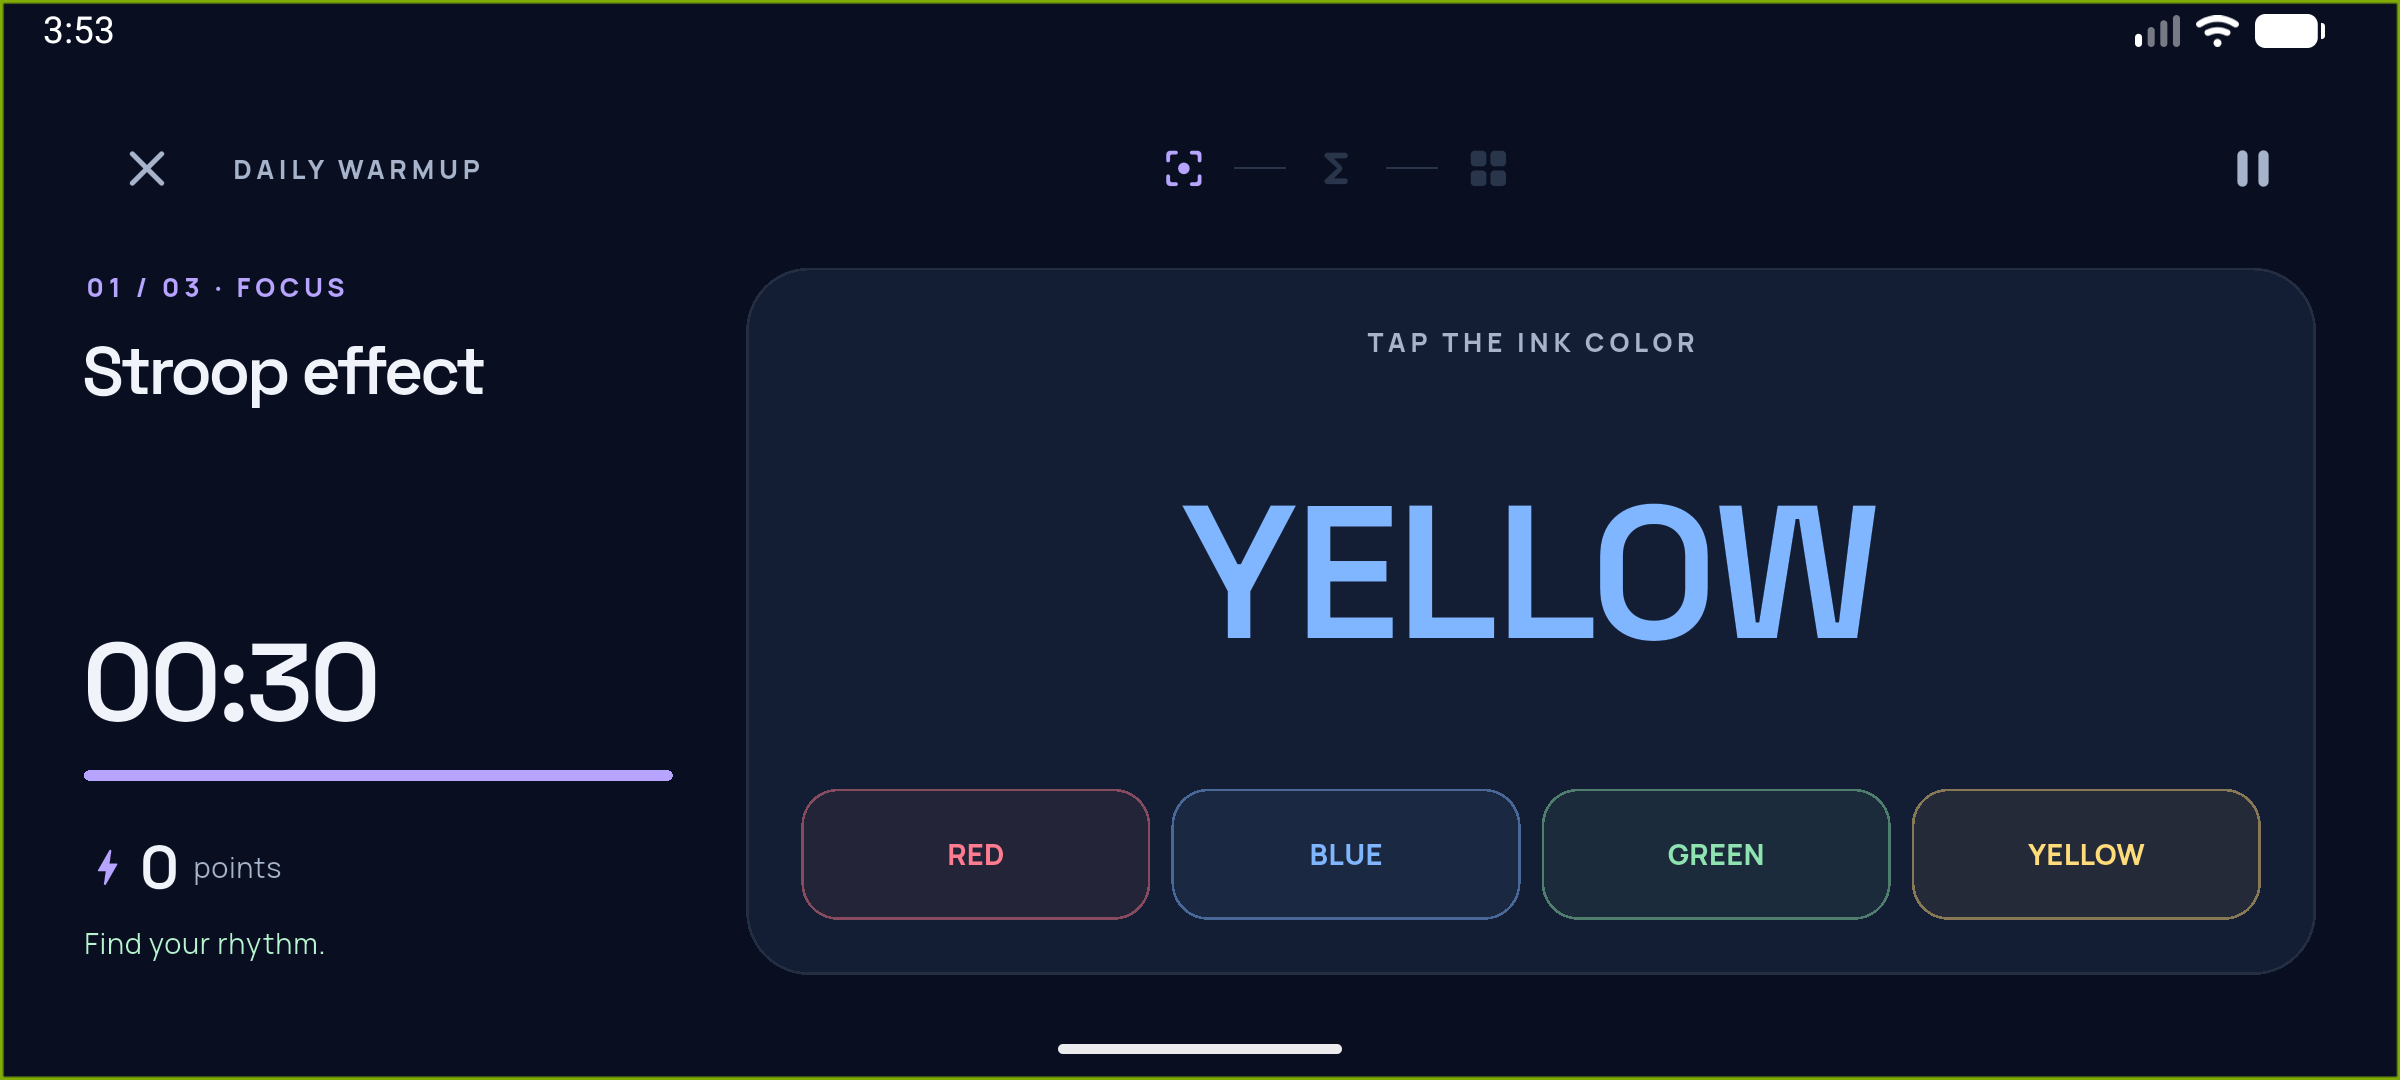 3:53
DAILY WARMUP
01 / 03 · FOCUS
Stroop effect
00:30
0 points
Find your rhythm.
TAP THE INK COLOR
YELLOW
RED
BLUE
GREEN
YELLOW